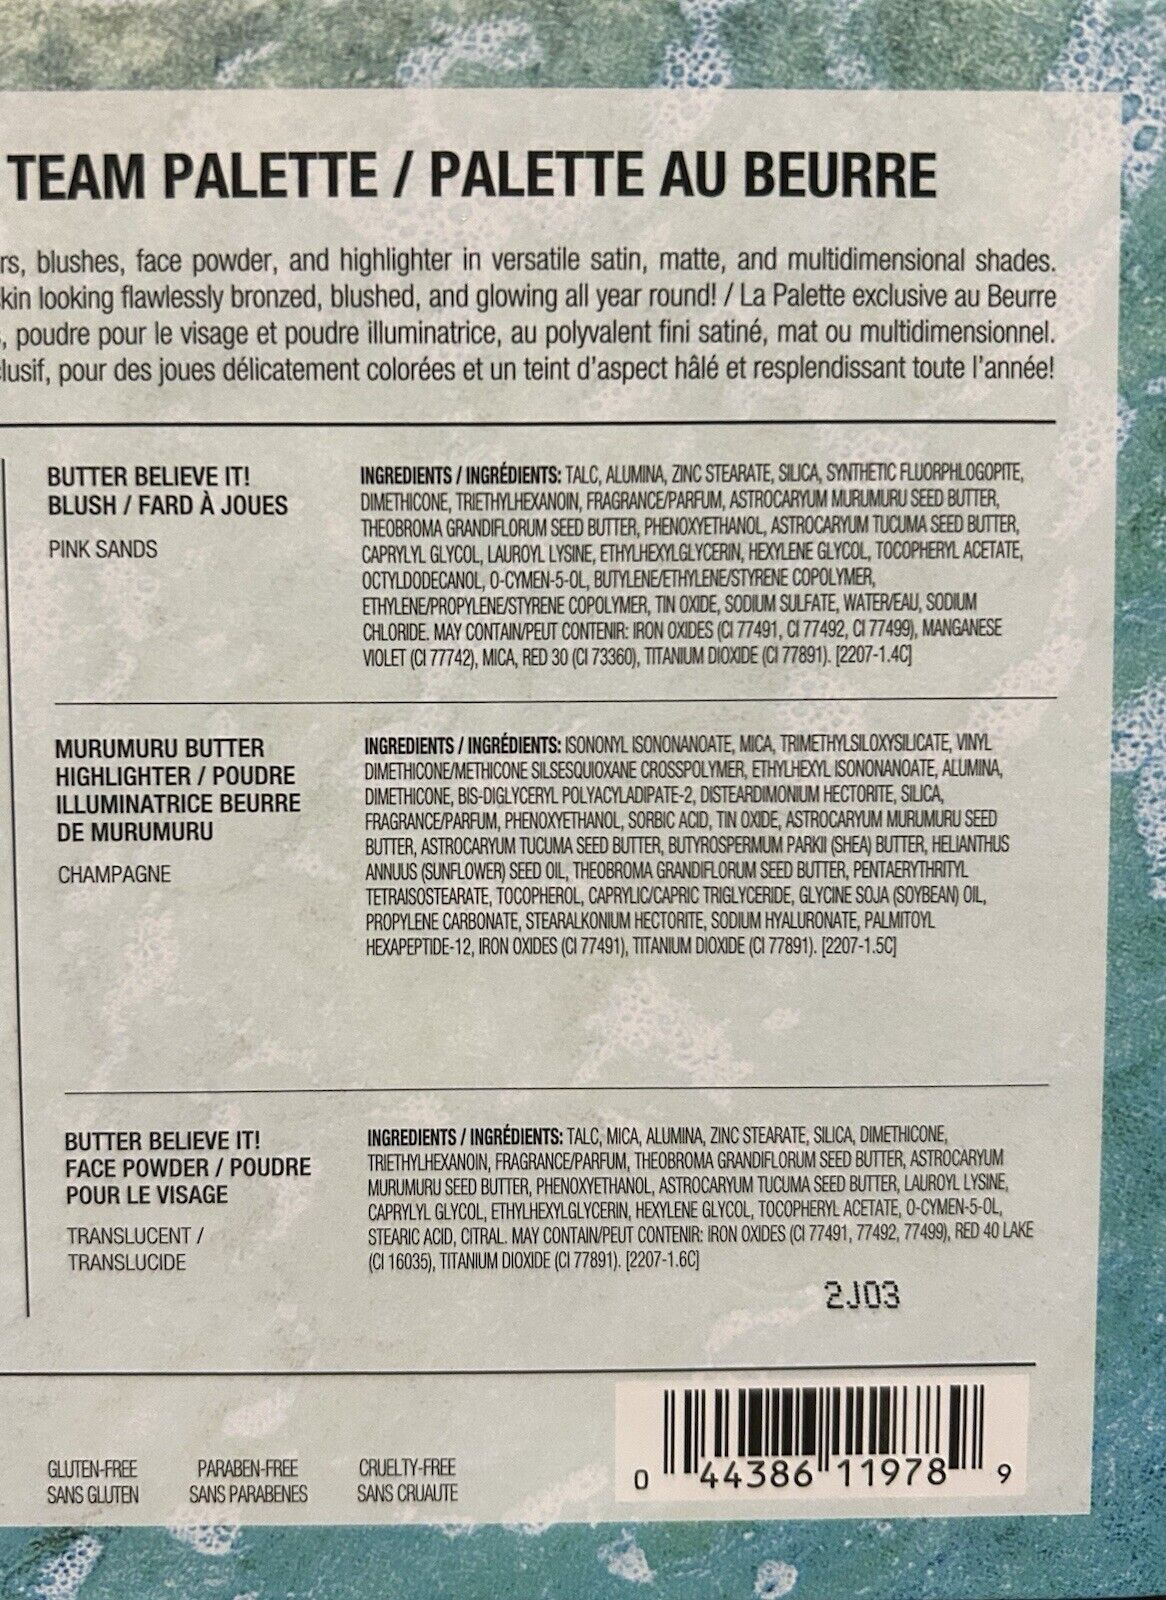 TEAM PALETTE / PALETTE AU BEURRE
rs, blushes, face powder, and highlighter in versatile satin, matte, and multidimensional shades.
kin looking flawlessly bronzed, blushed, and glowing all year round! / La Palette exclusive au Beurre
, poudre pour le visage et poudre illuminatrice, au polyvalent fini satiné, mat ou multidimensionnel.
lusif, pour des joues délicatement colorées et un teint d'aspect hâlé et resplendissant toute l'année!
BUTTER BELIEVE IT!
BLUSH / FARD À JOUES
PINK SANDS
INGREDIENTS / INGRÉDIENTS: TALC, ALUMINA, ZINC STEARATE, SILICA, SYNTHETIC FLUORPHLOGOPITE,
DIMETHICONE, TRIETHYLHEXANOIN, FRAGRANCE/PARFUM, ASTROCARYUM MURUMURU SEED BUTTER,
THEOBROMA GRANDIFLORUM SEED BUTTER, PHENOXYETHANOL, ASTROCARYUM TUCUMA SEED BUTTER,
CAPRYLYL GLYCOL, LAUROYL LYSINE, ETHYLHEXYLGLYCERIN, HEXYLENE GLYCOL, TOCOPHERYL ACETATE,
OCTYLDODECANOL, O-CYMEN-5-OL, BUTYLENE/ETHYLENE/STYRENE COPOLYMER,
ETHYLENE/PROPYLENE/STYRENE COPOLYMER, TIN OXIDE, SODIUM SULFATE, WATER/EAU, SODIUM
CHLORIDE. MAY CONTAIN/PEUT CONTENIR: IRON OXIDES (CI 77491, CI 77492, CI 77499), MANGANESE
VIOLET (CI 77742), MICA, RED 30 (CI 73360), TITANIUM DIOXIDE (CI 77891). [2207-1.4C]
MURUMURU BUTTER
HIGHLIGHTER / POUDRE
ILLUMINATRICE BEURRE
DE MURUMURU
CHAMPAGNE
INGREDIENTS / INGRÉDIENTS: ISONONYL ISONONANOATE, MICA, TRIMETHYLSILOXYSILICATE, VINYL
DIMETHICONE/METHICONE SILSESQUIOXANE CROSSPOLYMER, ETHYLHEXYL ISONONANOATE, ALUMINA,
DIMETHICONE, BIS-DIGLYCERYL POLYACYLADIPATE-2, DISTEARDIMONIUM HECTORITE, SILICA,
FRAGRANCE/PARFUM, PHENOXYETHANOL, SORBIC ACID, TIN OXIDE, ASTROCARYUM MURUMURU SEED
BUTTER, ASTROCARYUM TUCUMA SEED BUTTER, BUTYROSPERMUM PARKII (SHEA) BUTTER, HELIANTHUS
ANNUUS (SUNFLOWER) SEED OIL, THEOBROMA GRANDIFLORUM SEED BUTTER, PENTAERYTHRITYL
TETRAISOSTEARATE, TOCOPHEROL, CAPRYLIC/CAPRIC TRIGLYCERIDE, GLYCINE SOJA (SOYBEAN) OIL,
PROPYLENE CARBONATE, STEARALKONIUM HECTORITE, SODIUM HYALURONATE, PALMITOYL
HEXAPEPTIDE-12, IRON OXIDES (CI 77491), TITANIUM DIOXIDE (CI 77891). [2207-1.5C]
BUTTER BELIEVE IT!
FACE POWDER / POUDRE
POUR LE VISAGE
TRANSLUCENT /
TRANSLUCIDE
INGREDIENTS / INGRÉDIENTS: TALC, MICA, ALUMINA, ZINC STEARATE, SILICA, DIMETHICONE,
TRIETHYLHEXANOIN, FRAGRANCE/PARFUM, THEOBROMA GRANDIFLORUM SEED BUTTER, ASTROCARYUM
MURUMURU SEED BUTTER, PHENOXYETHANOL, ASTROCARYUM TUCUMA SEED BUTTER, LAUROYL LYSINE,
CAPRYLYL GLYCOL, ETHYLHEXYLGLYCERIN, HEXYLENE GLYCOL, TOCOPHERYL ACETATE, O-CYMEN-5-OL,
STEARIC ACID, CITRAL. MAY CONTAIN/PEUT CONTENIR: IRON OXIDES (CI 77491, 77492, 77499), RED 40 LAKE
(CI 16035), TITANIUM DIOXIDE (CI 77891). [2207-1.6C]
2J03
GLUTEN-FREE
SANS GLUTEN
PARABEN-FREE
SANS PARABENES
CRUELTY-FREE
SANS CRUAUTE
0 44386 11978 9